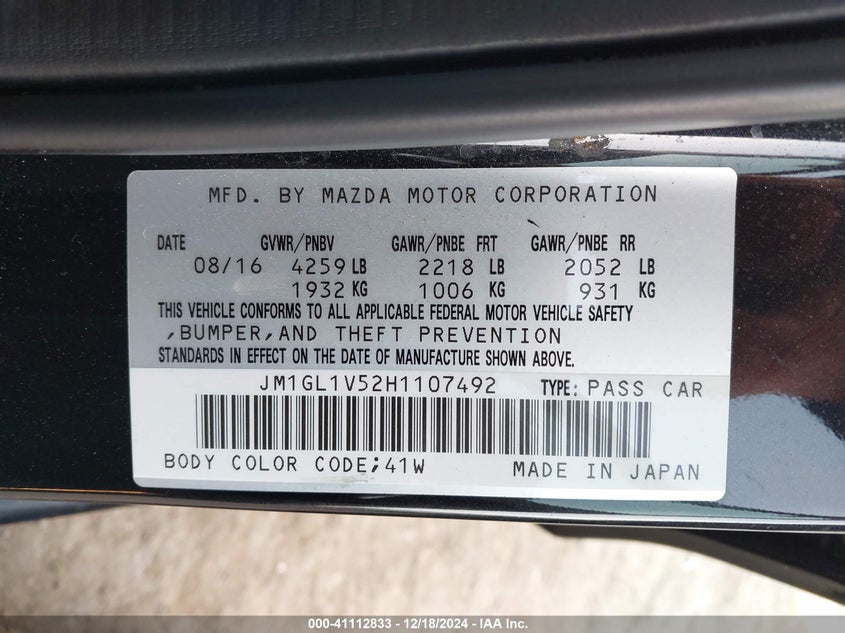 MFD. BY MAZDA MOTOR CORPORATION
DATE GVWR/PNBV GAWR/PNBE FRT GAWR/PNBE RR
08/16 4259 LB 2218 LB 2052 LB
1932 KG 1006 KG 931 KG
THIS VEHICLE CONFORMS TO ALL APPLICABLE FEDERAL MOTOR VEHICLE SAFETY
,BUMPER,AND THEFT PREVENTION
STANDARDS IN EFFECT ON THE DATE OF MANUFACTURE SHOWN ABOVE.
JM1GL1V52H1107492 TYPE: PASS CAR
BODY COLOR CODE;41W MADE IN JAPAN
000-41112833 - 12/18/2024 - IAA Inc.